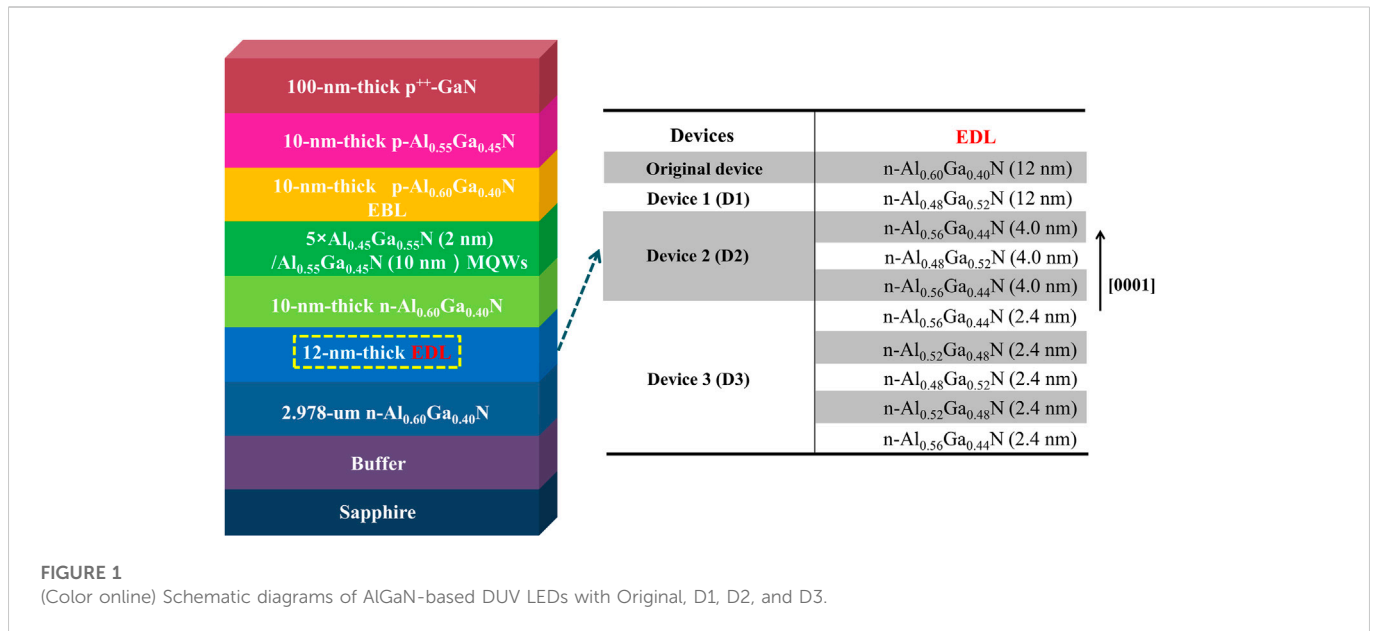 100-nm-thick p⁺⁺-GaN
10-nm-thick p-Al₀.₅₅Ga₀.₄₅N
10-nm-thick p-Al₀.₆₀Ga₀.₄₀N
EBL
5×Al₀.₄₅Ga₀.₅₅N (2 nm)
/Al₀.₅₅Ga₀.₄₅N (10 nm ) MQWs
10-nm-thick n-Al₀.₆₀Ga₀.₄₀N
12-nm-thick EDL
2.978-um n-Al₀.₆₀Ga₀.₄₀N
Buffer
Sapphire
Devices EDL
Original device n-Al₀.₆₀Ga₀.₄₀N (12 nm)
Device 1 (D1) n-Al₀.₄₈Ga₀.₅₂N (12 nm)
n-Al₀.₅₆Ga₀.₄₄N (4.0 nm)
Device 2 (D2) n-Al₀.₄₈Ga₀.₅₂N (4.0 nm)
n-Al₀.₅₆Ga₀.₄₄N (4.0 nm)
n-Al₀.₅₆Ga₀.₄₄N (2.4 nm)
n-Al₀.₅₂Ga₀.₄₈N (2.4 nm)
Device 3 (D3) n-Al₀.₄₈Ga₀.₅₂N (2.4 nm)
n-Al₀.₅₂Ga₀.₄₈N (2.4 nm)
n-Al₀.₅₆Ga₀.₄₄N (2.4 nm)
[0001]
FIGURE 1
(Color online) Schematic diagrams of AlGaN-based DUV LEDs with Original, D1, D2, and D3.